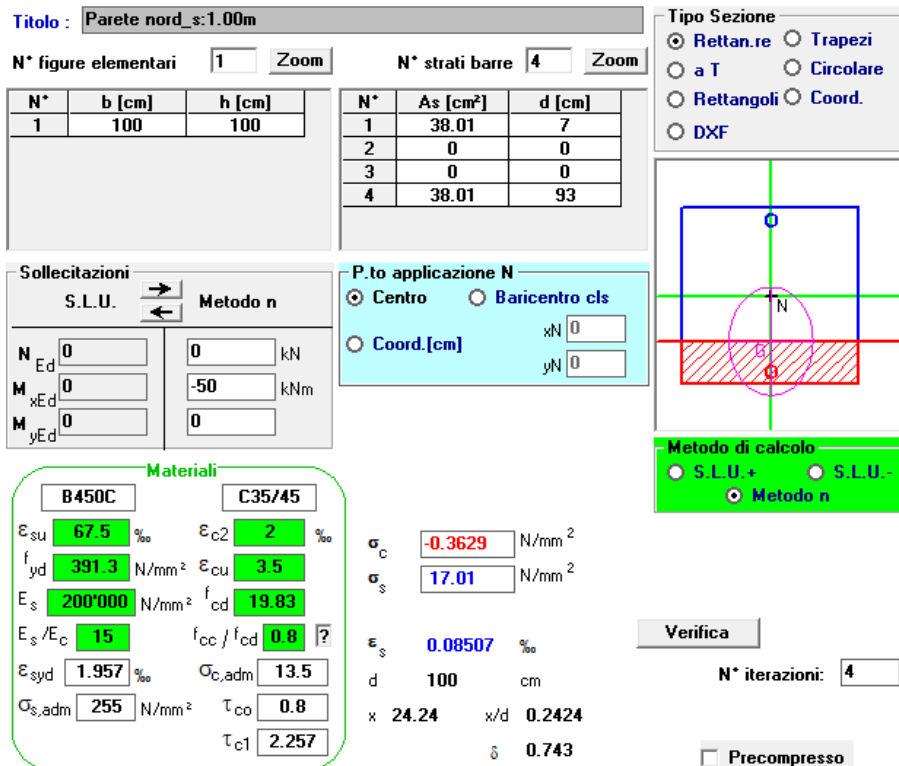 Titolo : Parete nord_s:1.00m
N° figure elementari 1 Zoom N° strati barre 4 Zoom
N° b [cm] h [cm]
1 100 100
N° As [cm²] d [cm]
1 38.01 7
2 0 0
3 0 0
4 38.01 93
Tipo Sezione
Rettan.re Trapezi
a T Circolare
Rettangoli Coord.
DXF
N
G
Sollecitazioni
S.L.U. Metodo n
N Ed 0 0 kN
M xEd 0 -50 kNm
M yEd 0 0
P.to applicazione N
Centro Baricentro cls
Coord.[cm] xN 0
yN 0
Metodo di calcolo
S.L.U.+ S.L.U.-
Metodo n
Materiali
B450C C35/45
εsu 67.5 ‰ εc2 2 ‰
fyd 391.3 N/mm² εcu 3.5
Es 200'000 N/mm² fcd 19.83
Es/Ec 15 fcc/fcd 0.8 ?
εsyd 1.957 ‰ σc,adm 13.5
σs,adm 255 N/mm² τco 0.8
τc1 2.257
σc -0.3629 N/mm²
σs 17.01 N/mm²
εs 0.08507 ‰
d 100 cm
x 24.24 x/d 0.2424
δ 0.743
Verifica
N° iterazioni: 4
Precompresso